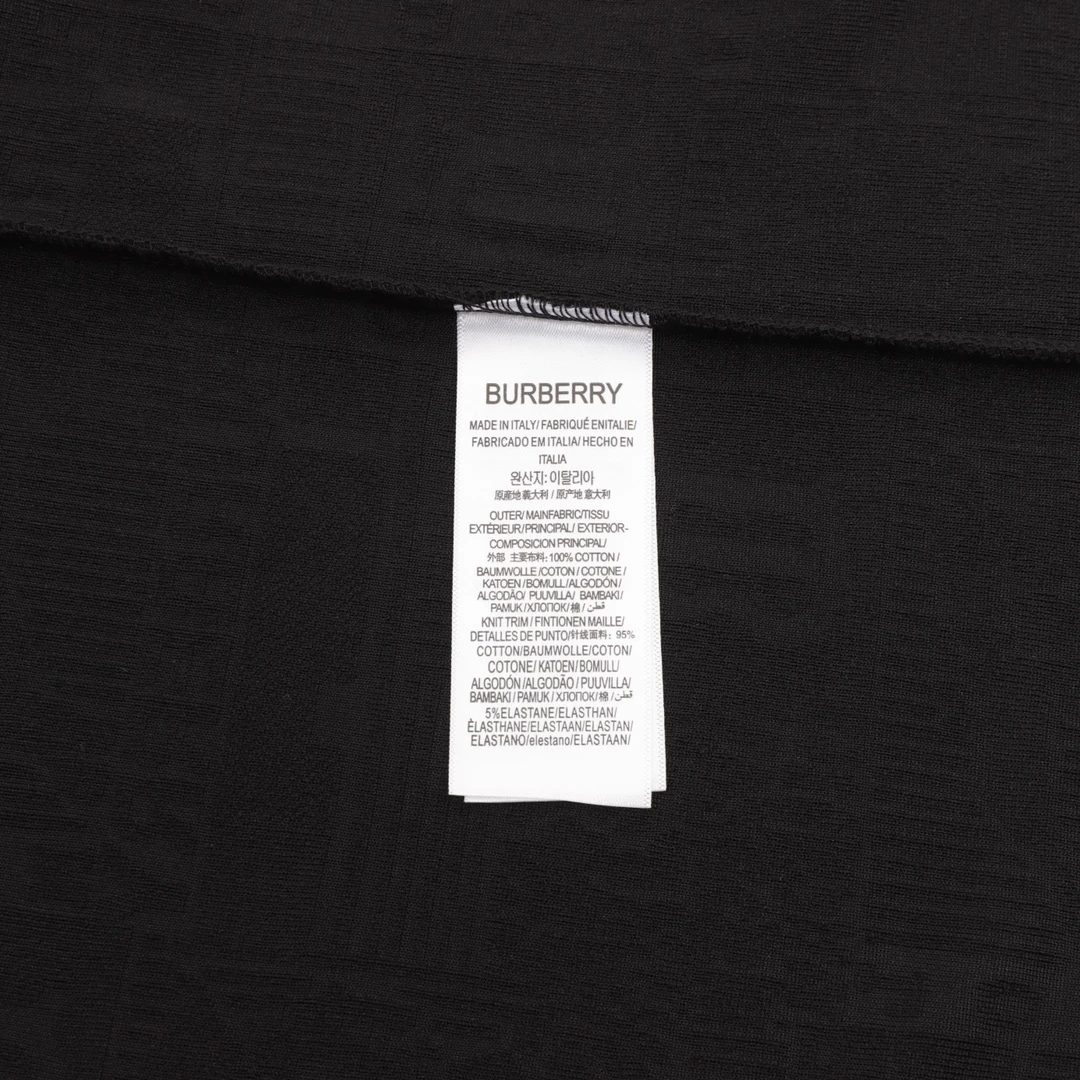 BURBERRY
MADE IN ITALY/ FABRIQUÉ ENITALIE/
FABRICADO EM ITALIA/ HECHO EN
ITALIA
완산지: 이탈리아
原產地義大利 / 原产地 意大利
OUTER/ MAINFABRIC/TISSU
EXTÉRIEUR/PRINCIPAL/ EXTERIOR-
COMPOSICION PRINCIPAL/
外部 主要布料: 100% COTTON /
BAUMWOLLE /COTON / COTONE /
KATOEN /BOMULL/ALGODÓN/
ALGODÃO/ PUUVILLA/ BAMBAKI/
PAMUK /ХЛОПОК/棉 / قطن
KNIT TRIM / FINTIONEN MAILLE/
DETALLES DE PUNTO/针线面料: 95%
COTTON/BAUMWOLLE/COTON/
COTONE/ KATOEN/BOMULL/
ALGODÓN /ALGODÃO / PUUVILLA/
BAMBAKI / PAMUK / ХЛОПОК/棉 / قطن
5%ELASTANE/ELASTHAN/
ÈLASTHANE/ELASTAAN/ELASTAN/
ELASTANO/elestano/ELASTAAN/